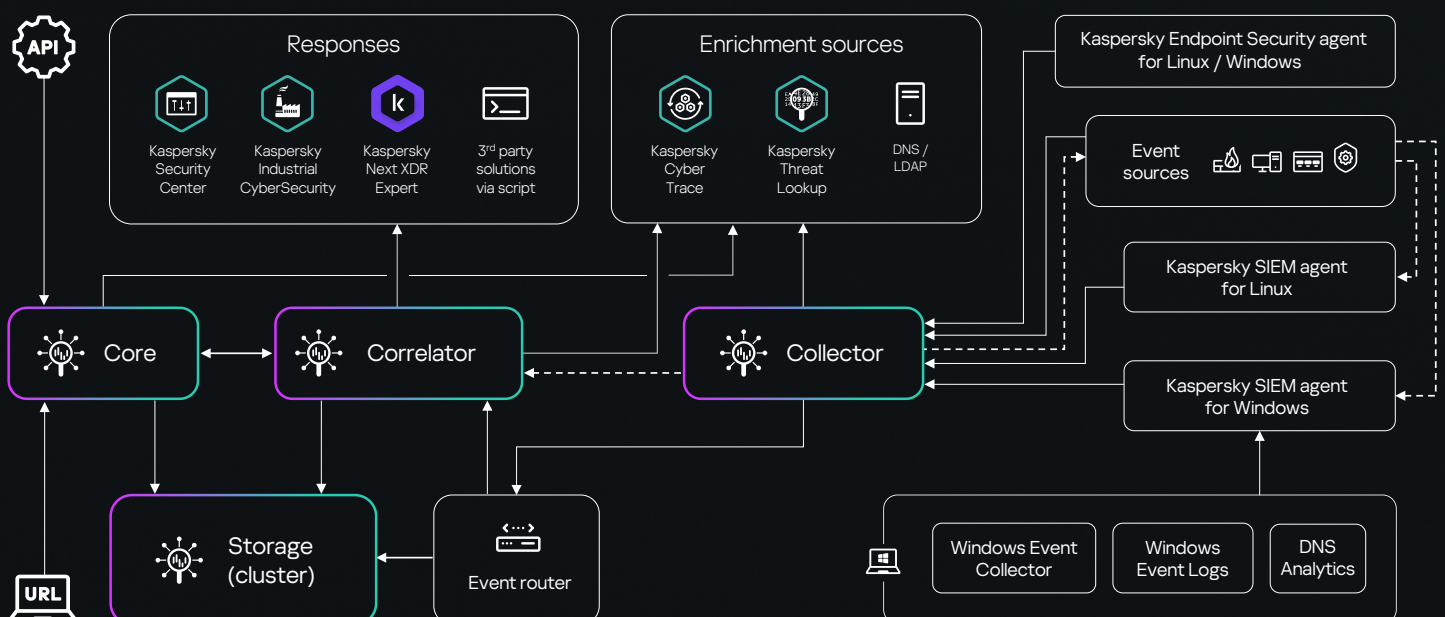 API
Responses
Kaspersky
Security
Center
Kaspersky
Industrial
CyberSecurity
Kaspersky
Next XDR
Expert
3rd party
solutions
via script
Enrichment sources
Kaspersky
Cyber
Trace
Kaspersky
Threat
Lookup
DNS /
LDAP
Kaspersky Endpoint Security agent
for Linux / Windows
Event
sources
Kaspersky SIEM agent
for Linux
Core
Correlator
Collector
Kaspersky SIEM agent
for Windows
Storage
(cluster)
Event router
Windows Event
Collector
Windows
Event Logs
DNS
Analytics
URL